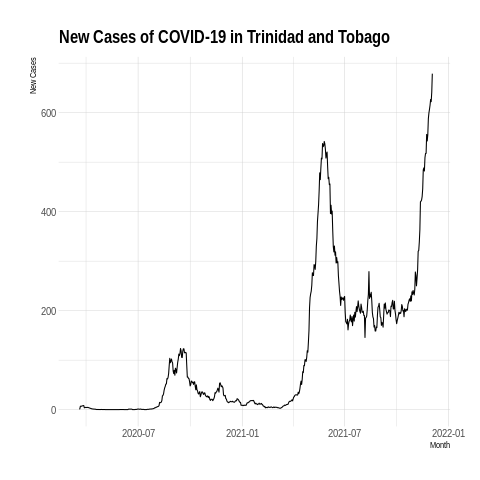 New Cases of COVID-19 in Trinidad and Tobago
New Cases
600
400
200
0
2020-07
2021-01
2021-07
2022-01
Month